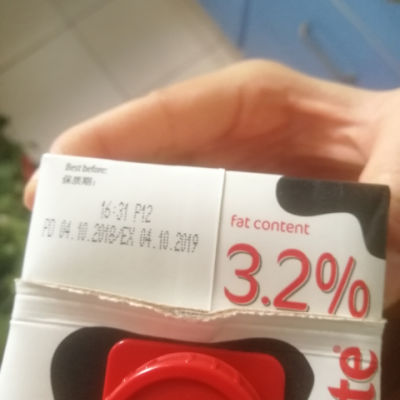 Best before:
保质期:
16:31 F12
PD 04.10.2018/EX 04.10.2019
fat content
3.2%
té